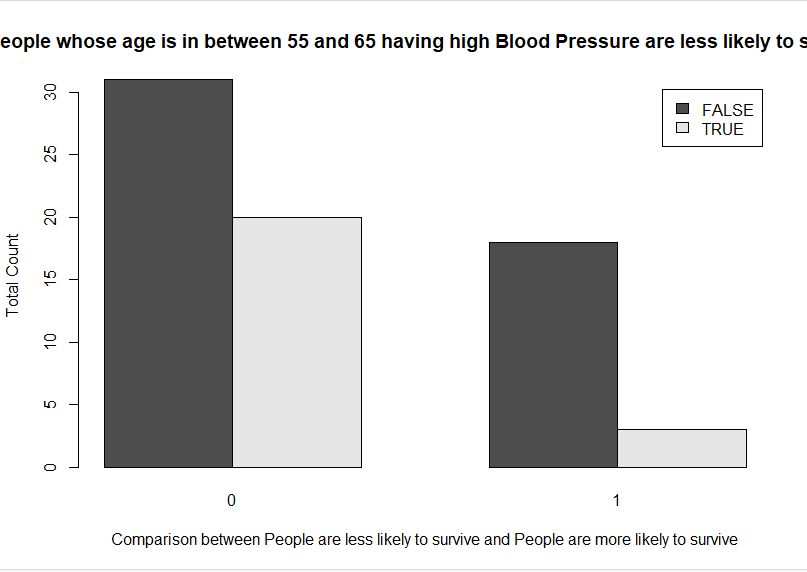 eople whose age is in between 55 and 65 having high Blood Pressure are less likely to s
30
25
20
15
10
5
0
Total Count
FALSE
TRUE
0 1
Comparison between People are less likely to survive and People are more likely to survive